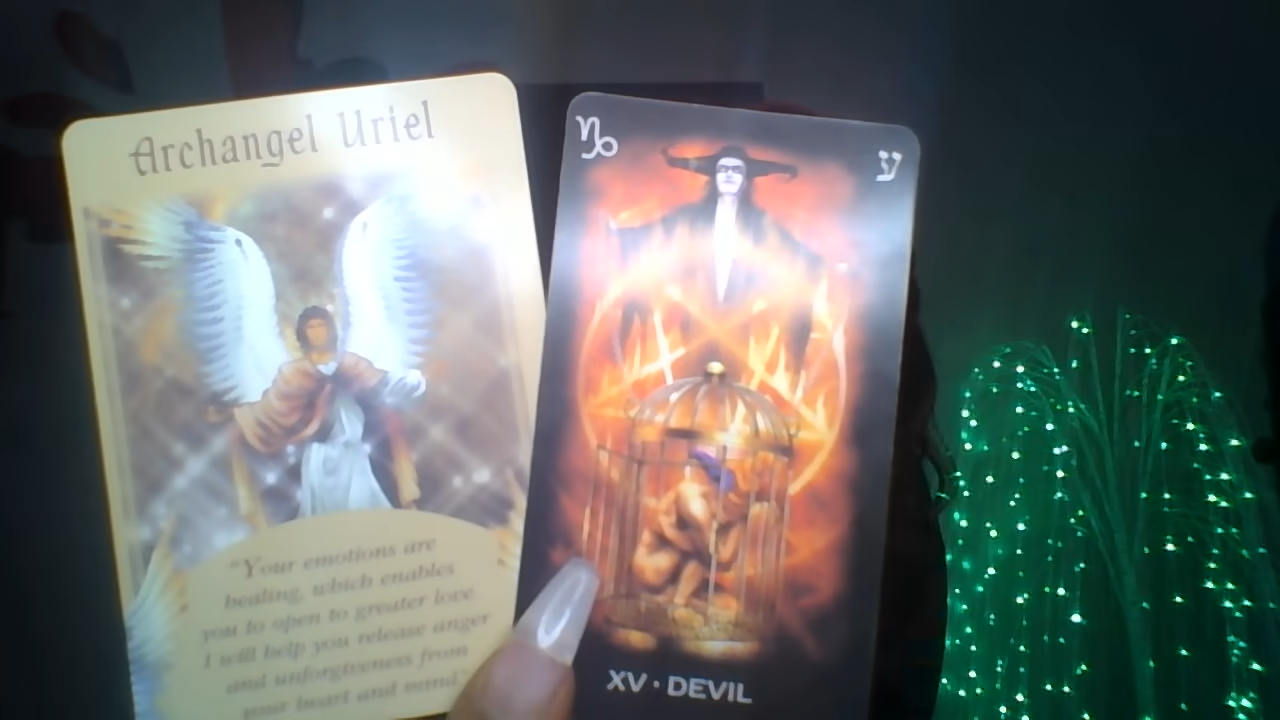 Archangel Uriel
"Your emotions are
healing, which enables
you to open to greater love.
I will help you release anger
and unforgiveness from
your heart and mind."
♑
ע
XV · DEVIL